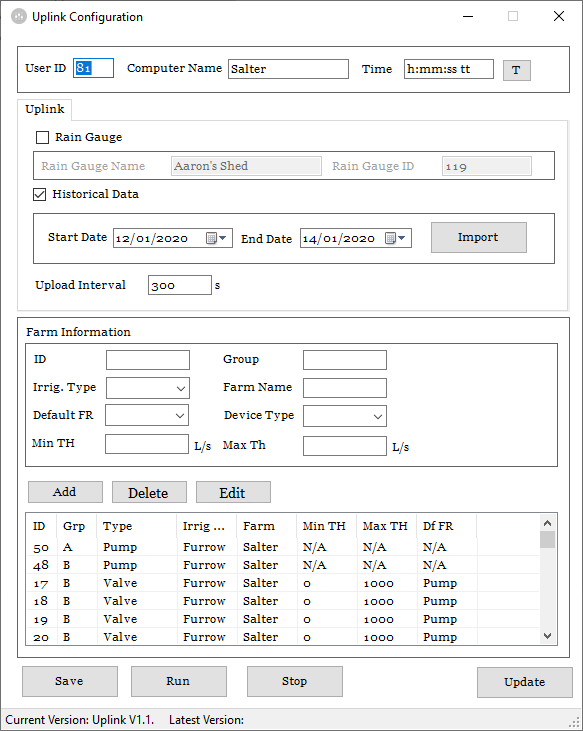 Uplink Configuration
User ID S1 Computer Name Salter Time h:mm:ss tt T
Uplink
Rain Gauge
Rain Gauge Name Aaron's Shed Rain Gauge ID 119
Historical Data
Start Date 12/01/2020 End Date 14/01/2020 Import
Upload Interval 300 s
Farm Information
ID Group
Irrig. Type Farm Name
Default FR Device Type
Min TH L/s Max Th L/s
Add Delete Edit
ID Grp Type Irrig ... Farm Min TH Max TH Df FR
50 A Pump Furrow Salter N/A N/A N/A
48 B Pump Furrow Salter N/A N/A N/A
17 B Valve Furrow Salter 0 1000 Pump
18 B Valve Furrow Salter 0 1000 Pump
19 B Valve Furrow Salter 0 1000 Pump
20 B Valve Furrow Salter 0 1000 Pump
Save Run Stop Update
Current Version: Uplink V1.1. Latest Version: